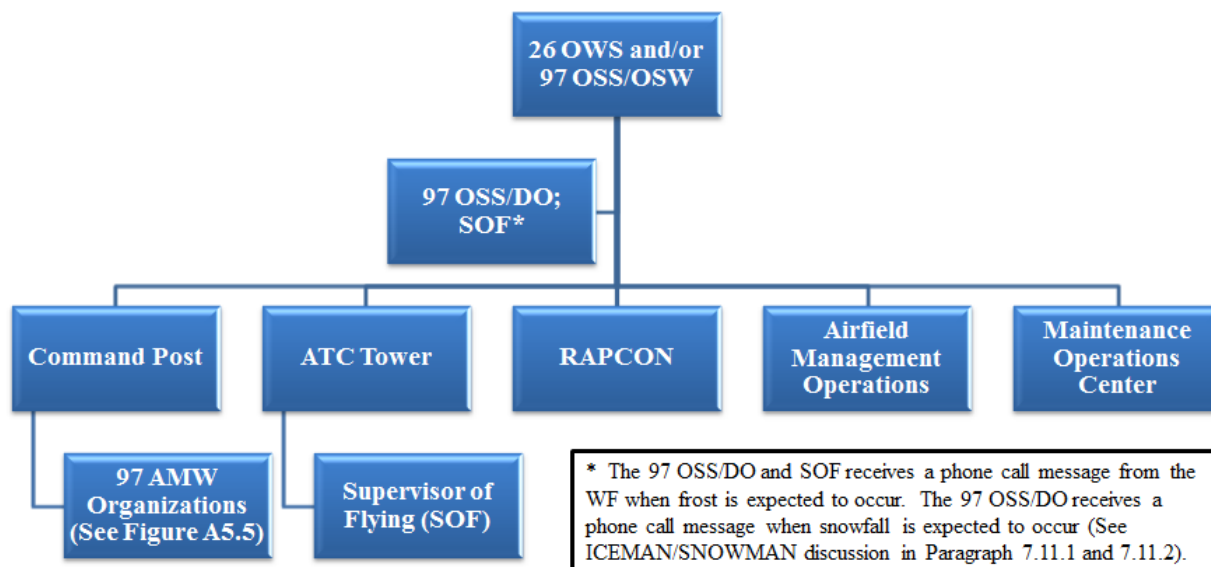 26 OWS and/or
97 OSS/OSW
97 OSS/DO;
SOF*
Command Post
ATC Tower
RAPCON
Airfield
Management
Operations
Maintenance
Operations
Center
97 AMW
Organizations
(See Figure A5.5)
Supervisor of
Flying (SOF)
* The 97 OSS/DO and SOF receives a phone call message from the
WF when frost is expected to occur. The 97 OSS/DO receives a
phone call message when snowfall is expected to occur (See
ICEMAN/SNOWMAN discussion in Paragraph 7.11.1 and 7.11.2).